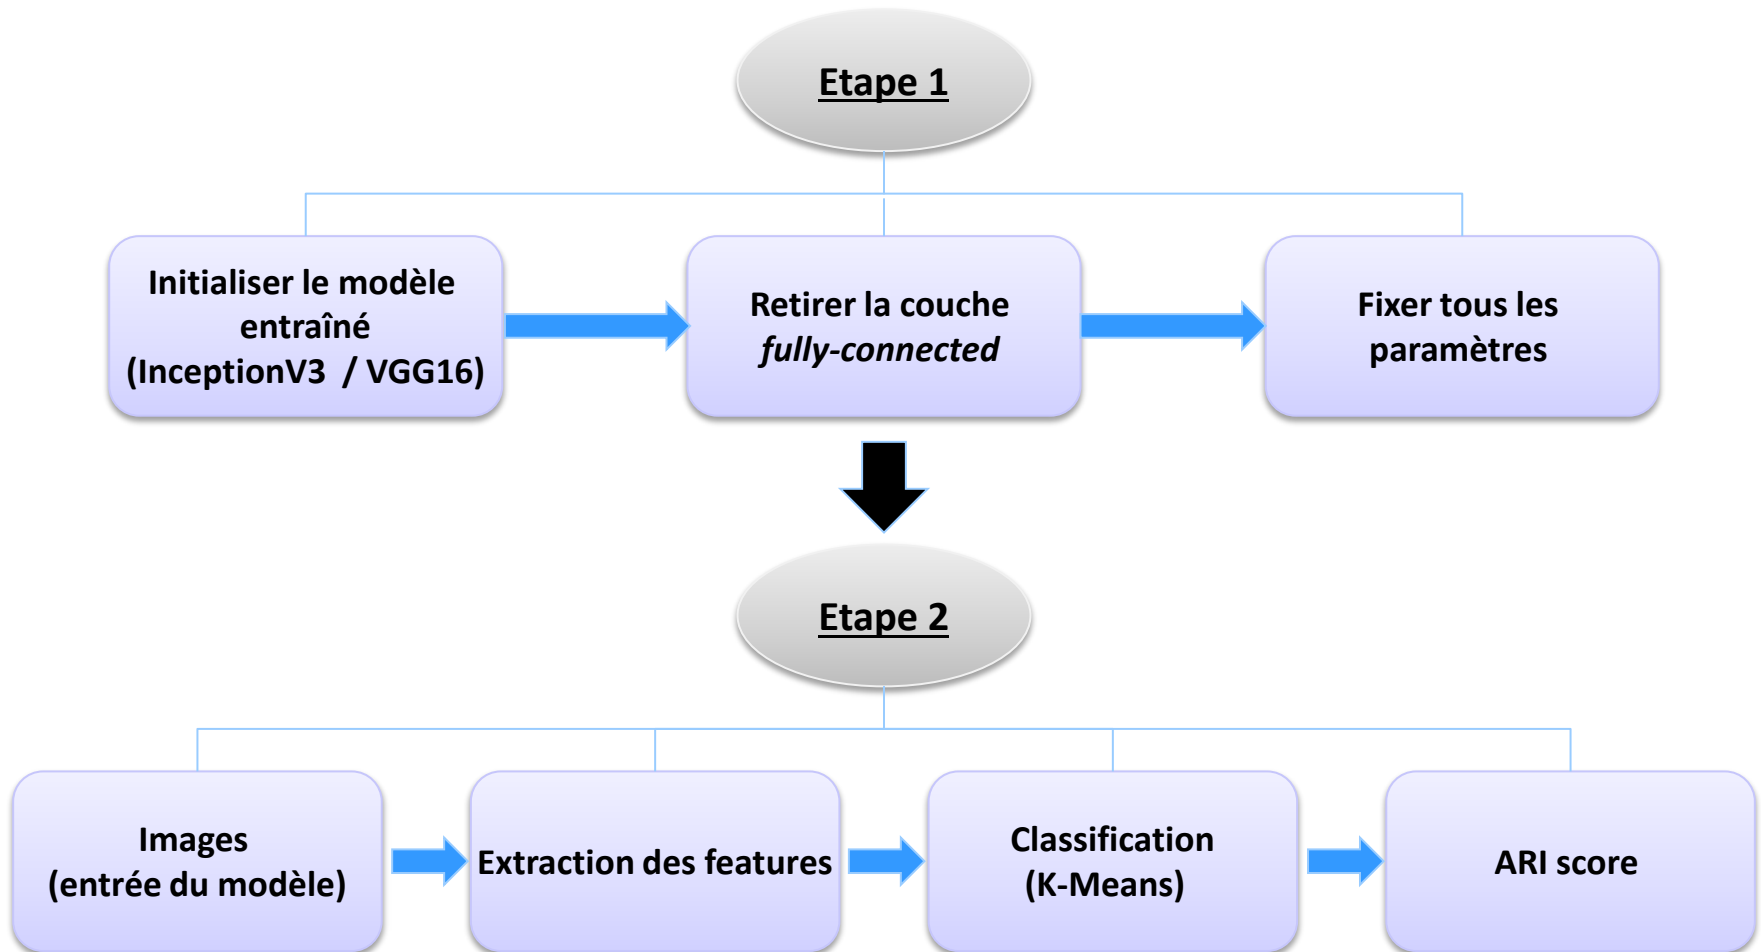 Etape 1
Initialiser le modèle
entraîné
(InceptionV3 / VGG16)
Retirer la couche
fully-connected
Fixer tous les
paramètres
Etape 2
Images
(entrée du modèle)
Extraction des features
Classification
(K-Means)
ARI score